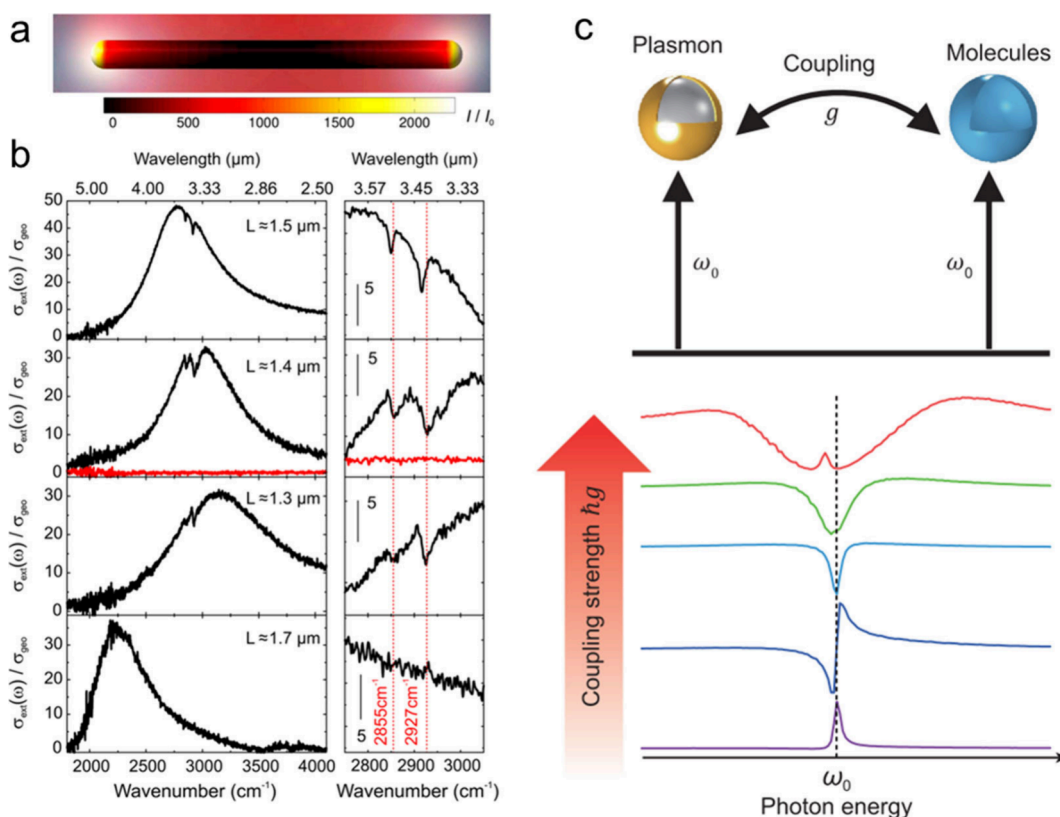 a
0 500 1000 1500 2000 I / I₀
b
Wavelength (µm)
5.00 4.00 3.33 2.86 2.50
Wavelength (µm)
3.57 3.45 3.33
σext(ω) / σgeo
50
40
30
20
10
0
L ≈1.5 µm
5
σext(ω) / σgeo
30
20
10
0
L ≈1.4 µm
5
σext(ω) / σgeo
30
20
10
0
L ≈1.3 µm
5
σext(ω) / σgeo
30
20
10
0
L ≈1.7 µm
5
2855cm⁻¹
2927cm⁻¹
2000 2500 3000 3500 4000
Wavenumber (cm⁻¹)
2800 2900 3000
Wavenumber (cm⁻¹)
c
Plasmon
Coupling
g
Molecules
ω₀
ω₀
Coupling strength ℏg
ω₀
Photon energy